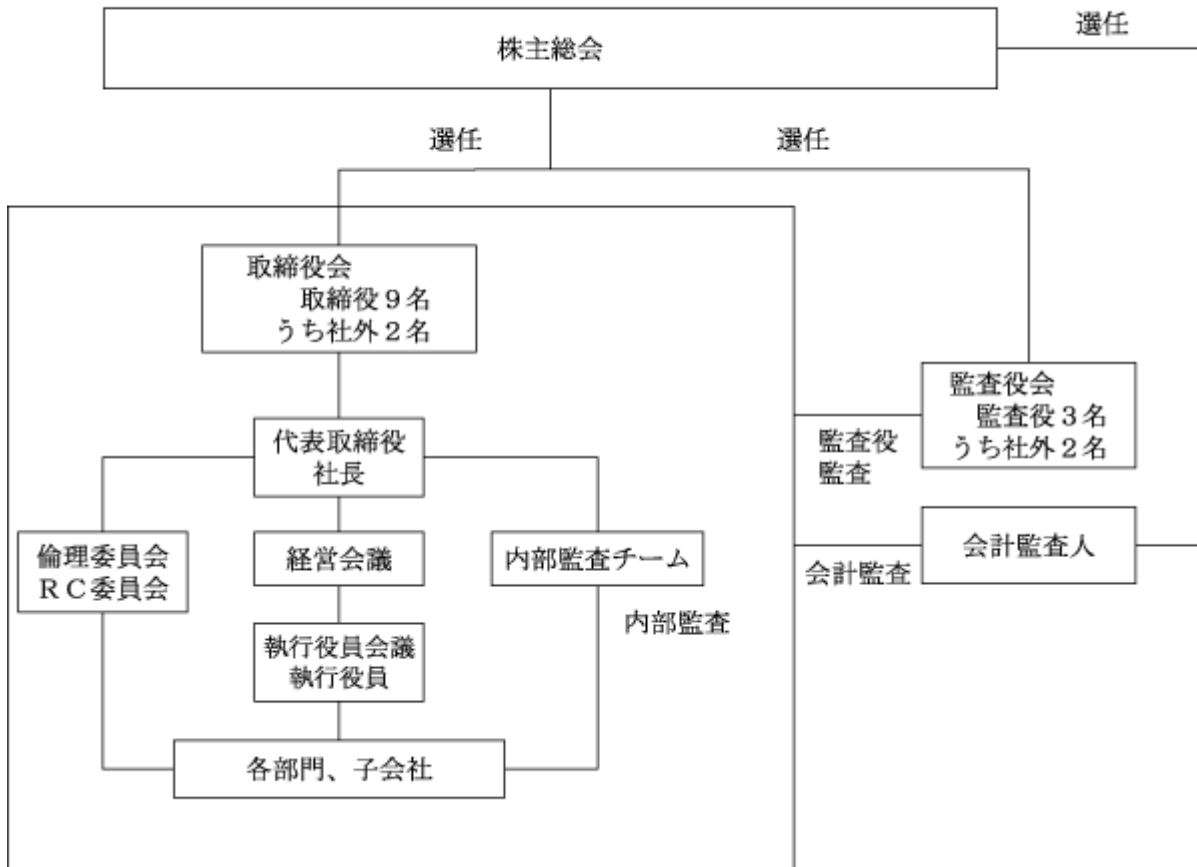 選任
株主総会
選任
選任
取締役会
取締役9名
うち社外2名
監査役会
監査役3名
うち社外2名
代表取締役
社長
監査役
監査
倫理委員会
RC委員会
経営会議
内部監査チーム
会計監査人
会計監査
内部監査
執行役員会議
執行役員
各部門、子会社